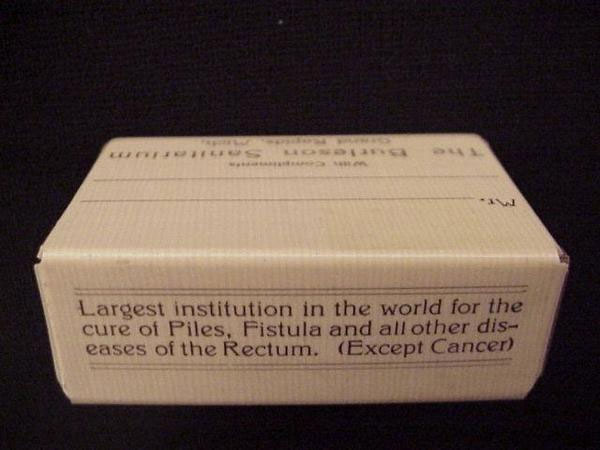 Mr.
With Compliments
The Burleson Sanitarium
Grand Rapids, Mich.
Largest institution in the world for the
cure of Piles, Fistula and all other dis-
eases of the Rectum. (Except Cancer)